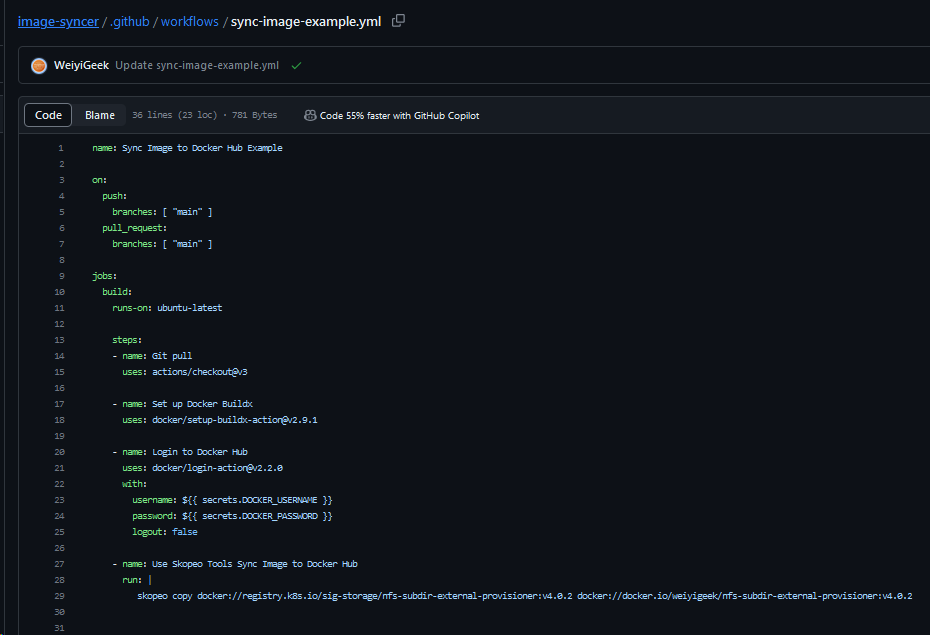 image-syncer / .github / workflows / sync-image-example.yml
WeiyiGeek Update sync-image-example.yml
Code Blame 36 lines (23 loc) · 781 Bytes Code 55% faster with GitHub Copilot
1 name: Sync Image to Docker Hub Example
2
3 on:
4 push:
5 branches: [ "main" ]
6 pull_request:
7 branches: [ "main" ]
8
9 jobs:
10 build:
11 runs-on: ubuntu-latest
12
13 steps:
14 - name: Git pull
15 uses: actions/checkout@v3
16
17 - name: Set up Docker Buildx
18 uses: docker/setup-buildx-action@v2.9.1
19
20 - name: Login to Docker Hub
21 uses: docker/login-action@v2.2.0
22 with:
23 username: ${{ secrets.DOCKER_USERNAME }}
24 password: ${{ secrets.DOCKER_PASSWORD }}
25 logout: false
26
27 - name: Use Skopeo Tools Sync Image to Docker Hub
28 run: |
29 skopeo copy docker://registry.k8s.io/sig-storage/nfs-subdir-external-provisioner:v4.0.2 docker://docker.io/weiyigeek/nfs-subdir-external-provisioner:v4.0.2
30
31